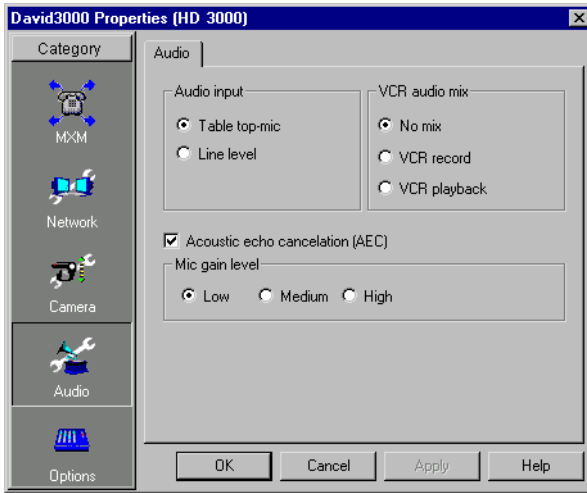 David3000 Properties (HD 3000)
Category
MXM
Network
Camera
Audio
Options
Audio
Audio input
Table top-mic
Line level
VCR audio mix
No mix
VCR record
VCR playback
Acoustic echo cancelation (AEC)
Mic gain level
Low Medium High
OK Cancel Apply Help